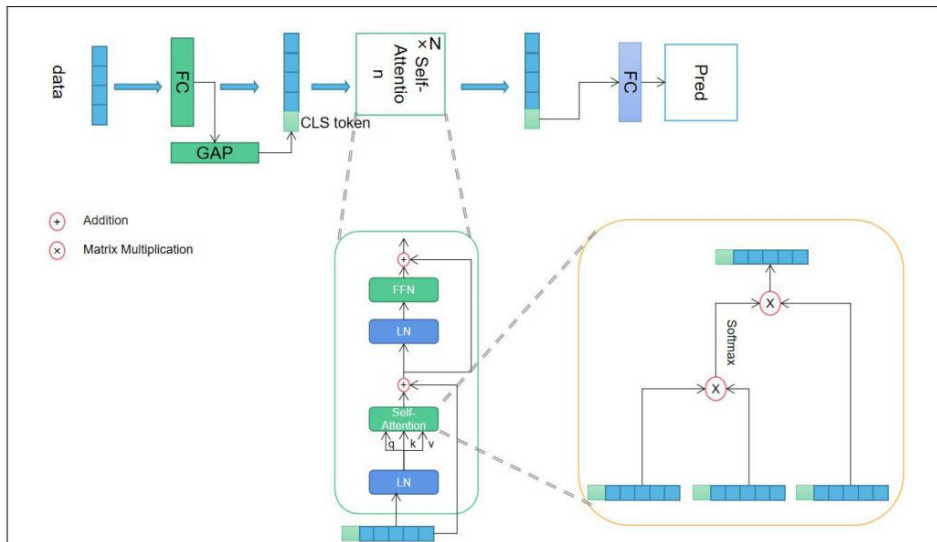 data
FC
GAP
CLS token
N
×
Self-
Attentio
n
FC
Pred
+ Addition
× Matrix Multiplication
+
FFN
LN
+
Self-
Attention
q k v
LN
X
Softmax
X